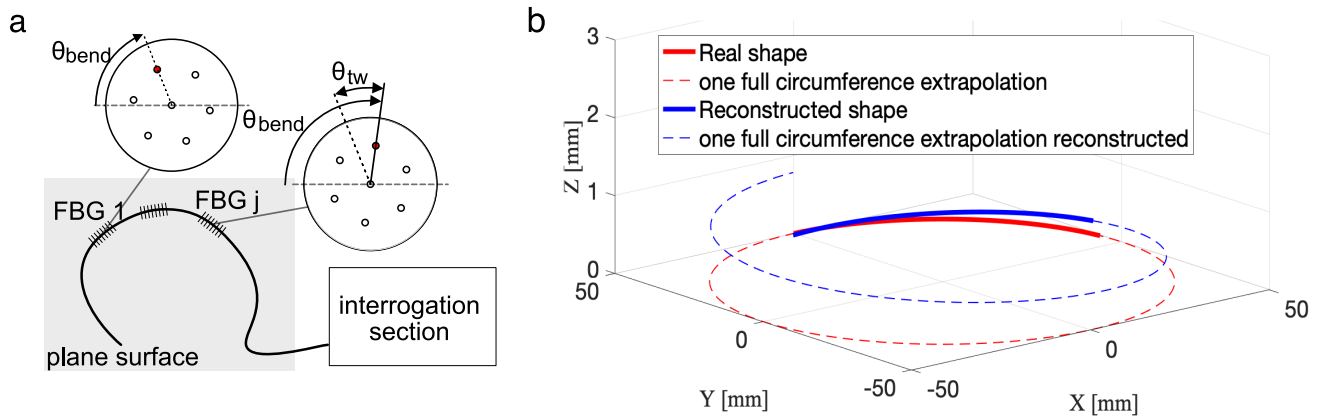 a
θbend
θtw
θbend
FBG 1
FBG j
plane surface
interrogation
section
b
Real shape
one full circumference extrapolation
Reconstructed shape
one full circumference extrapolation reconstructed
3
2
1
0
Z [mm]
50
0
-50
Y [mm]
-50
0
50
X [mm]